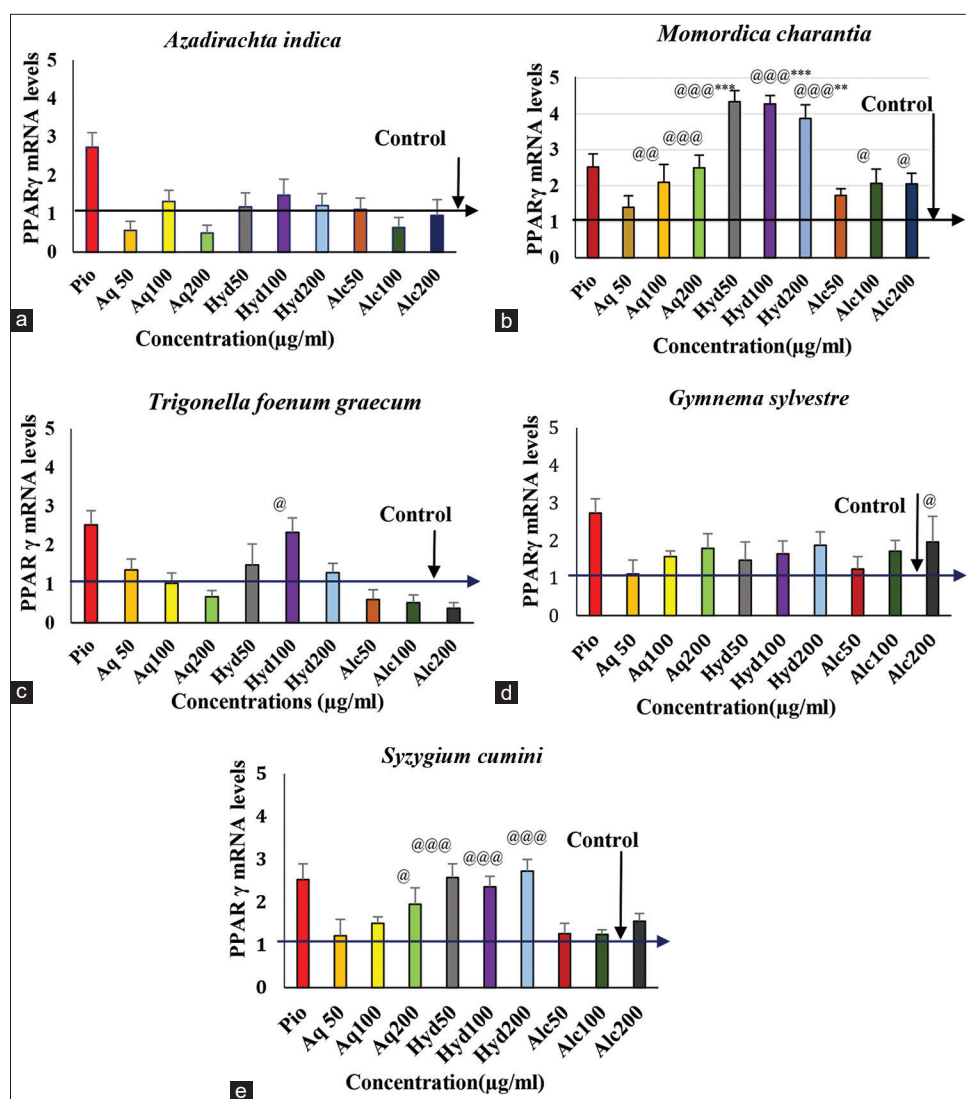 Azadirachta indica
PPARγ mRNA levels
5
4
3
2
1
0
Control
Pio
Aq 50
Aq100
Aq200
Hyd50
Hyd100
Hyd200
Alc50
Alc100
Alc200
Concentration(µg/ml)
a
Momordica charantia
PPARγ mRNA levels
5
4
3
2
1
0
@@
@@@
@@@***
@@@***
@@@**
@
@
Control
Pio
Aq 50
Aq100
Aq200
Hyd50
Hyd100
Hyd200
Alc50
Alc100
Alc200
Concentration(µg/ml)
b
Trigonella foenum graecum
PPAR γ mRNA levels
5
4
3
2
1
0
@
Control
Pio
Aq 50
Aq100
Aq200
Hyd50
Hyd100
Hyd200
Alc50
Alc100
Alc200
Concentrations (µg/ml)
c
Gymnema sylvestre
PPARγ mRNA levels
5
4
3
2
1
0
Control
@
Pio
Aq 50
Aq100
Aq200
Hyd50
Hyd100
Hyd200
Alc50
Alc100
Alc200
Concentration(µg/ml)
d
Syzygium cumini
PPAR γ mRNA levels
5
4
3
2
1
0
@
@@@
@@@
@@@
Control
Pio
Aq 50
Aq100
Aq200
Hyd50
Hyd100
Hyd200
Alc50
Alc100
Alc200
Concentration(µg/ml)
e